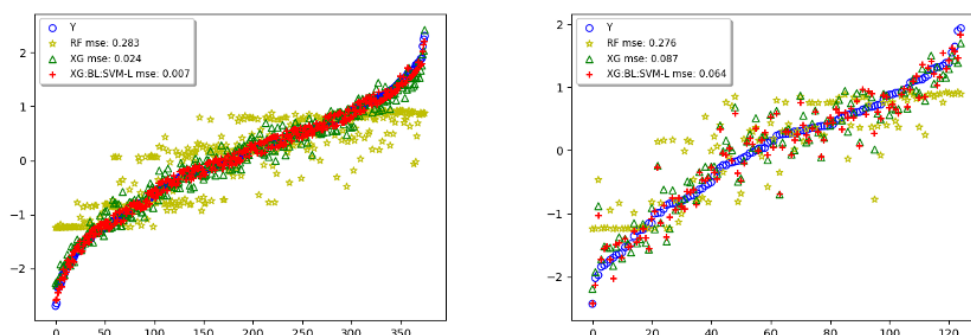 Y
RF mse: 0.283
XG mse: 0.024
XG:BL:SVM-L mse: 0.007
2
1
0
−1
−2
0 50 100 150 200 250 300 350
Y
RF mse: 0.276
XG mse: 0.087
XG:BL:SVM-L mse: 0.064
2
1
0
−1
−2
0 20 40 60 80 100 120